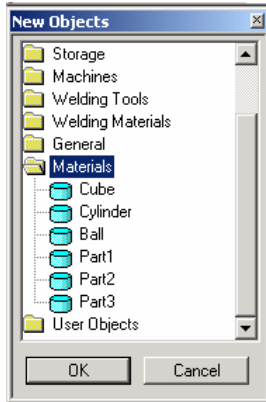 New Objects
Storage
Machines
Welding Tools
Welding Materials
General
Materials
Cube
Cylinder
Ball
Part1
Part2
Part3
User Objects
OK Cancel